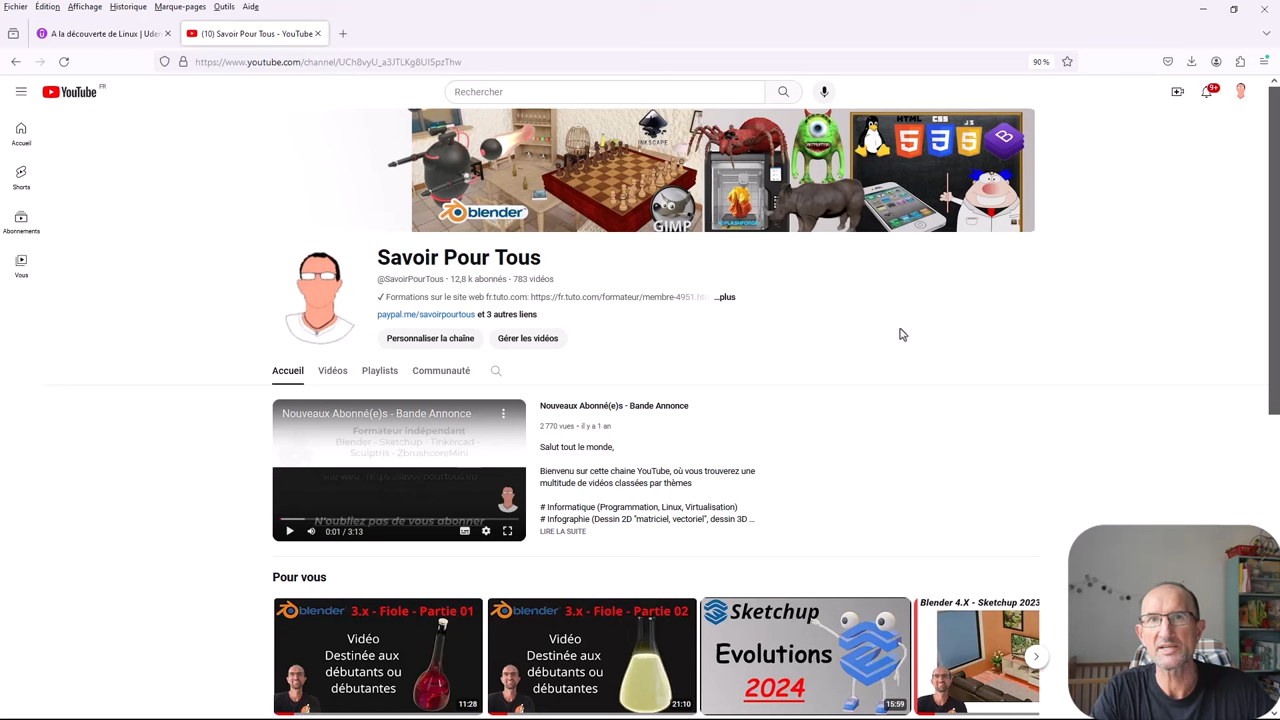 Fichier Édition Affichage Historique Marque-pages Outils Aide
A la découverte de Linux | Uder
(10) Savoir Pour Tous - YouTube
https://www.youtube.com/channel/UCh8vyU_a3JTLKg8UI5pzThw
90 %
YouTube FR
Rechercher
9+
Accueil
Shorts
Abonnements
Vous
blender
INKSCAPE
GIMP
FLASHFORGE
HTML CSS JS
Savoir Pour Tous
@SavoirPourTous · 12,8 k abonnés · 783 vidéos
✓ Formations sur le site web fr.tuto.com: https://fr.tuto.com/formateur/membre-4951.htm ...plus
paypal.me/savoirpourtous et 3 autres liens
Personnaliser la chaîne Gérer les vidéos
Accueil Vidéos Playlists Communauté
Nouveaux Abonné(e)s - Bande Annonce
Formateur indépendant
Blender - Sketchup - Tinkercad -
Sculptris - ZbrushcoreMini
N'oubliez pas de vous abonner
0:01 / 3:13
Nouveaux Abonné(e)s - Bande Annonce
2 770 vues • il y a 1 an
Salut tout le monde,
Bienvenu sur cette chaine YouTube, où vous trouverez une
multitude de vidéos classées par thèmes
# Informatique (Programmation, Linux, Virtualisation)
# Infographie (Dessin 2D "matriciel, vectoriel", dessin 3D ...
LIRE LA SUITE
Pour vous
blender 3.x - Fiole - Partie 01
Vidéo
Destinée aux
débutants ou
débutantes
11:28
blender 3.x - Fiole - Partie 02
Vidéo
Destinée aux
débutants ou
débutantes
21:10
Sketchup
Evolutions
2024
15:59
Blender 4.X - Sketchup 2023